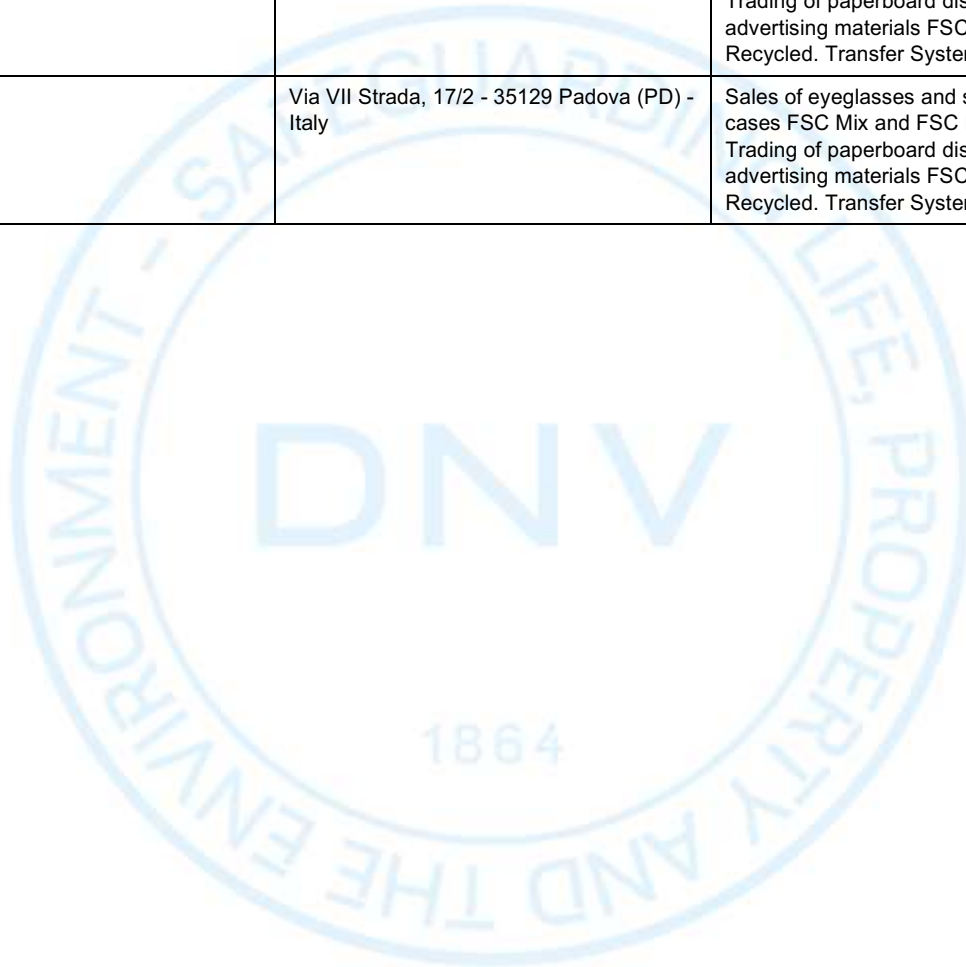 Trading of paperboard dis
advertising materials FSC
Recycled. Transfer System
Via VII Strada, 17/2 - 35129 Padova (PD) -
Italy
Sales of eyeglasses and s
cases FSC Mix and FSC
Trading of paperboard dis
advertising materials FSC
Recycled. Transfer System
SAFEGUARDING LIFE, PROPERTY AND THE ENVIRONMENT -
DNV
1864